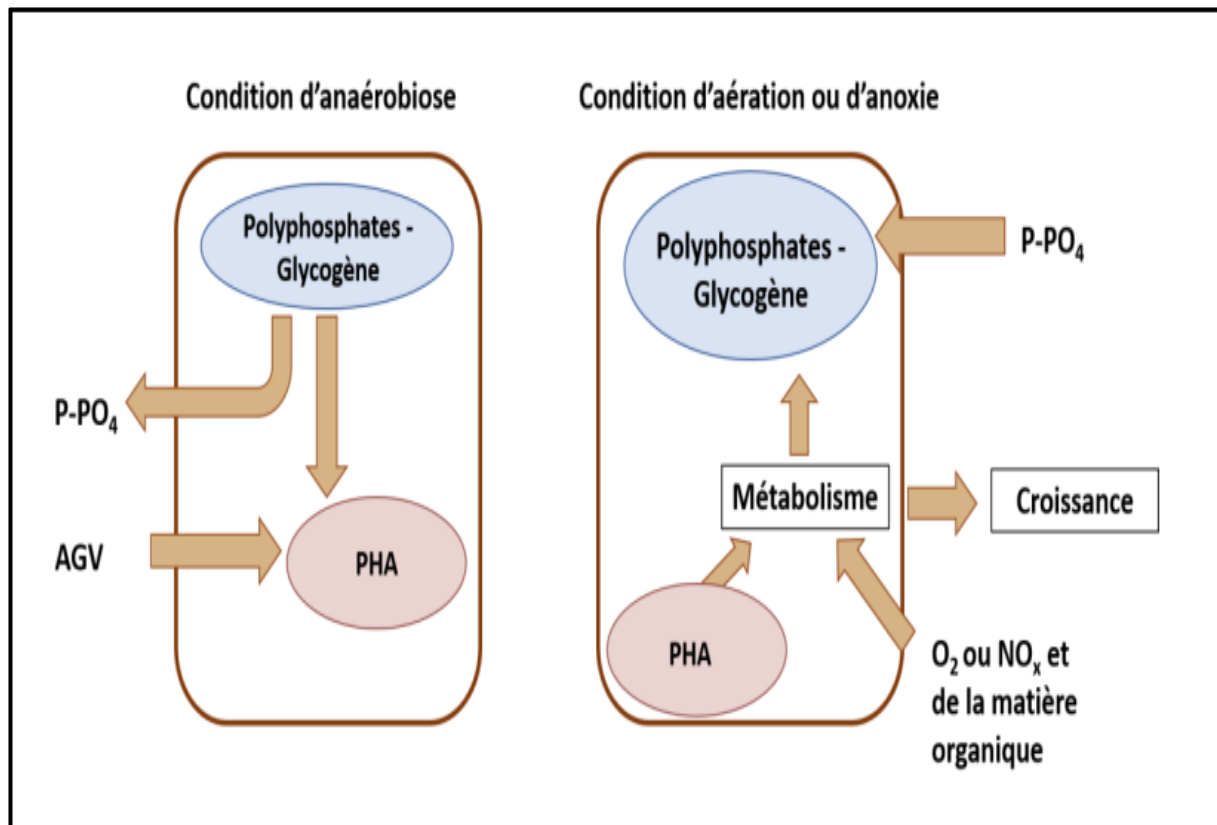 Condition d'anaérobiose
Polyphosphates -
Glycogène
P-PO₄
AGV
PHA
Condition d'aération ou d'anoxie
Polyphosphates -
Glycogène
P-PO₄
Métabolisme
Croissance
PHA
O₂ ou NOₓ et
de la matière
organique